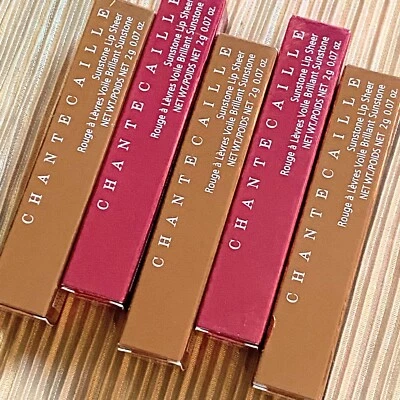 CHANTECAILLE
Sunstone Lip Sheer
Rouge à Lèvres Voile Brilliant Sunstone
NET WT./POIDS NET 2g 0.07 oz.
CHANTECAILLE
Sunstone Lip Sheer
Rouge à Lèvres Voile Brillant Sunstone
NET WT./POIDS NET 2g 0.07 oz.
CHANTECAILLE
Sunstone Lip Sheer
Rouge à Lèvres Voile Brillant Sunstone
NET WT./POIDS NET 2g 0.07 oz.
CHANTECAILLE
Sunstone Lip Sheer
Rouge à Lèvres Voile Brillant Sunstone
NET WT./POIDS NET 2g 0.07 oz.
CHANTECAILLE
Sunstone Lip Sheer
Rouge à Lèvres Voile Brillant Sunstone
NET WT./POIDS NET 2g 0.07 oz.